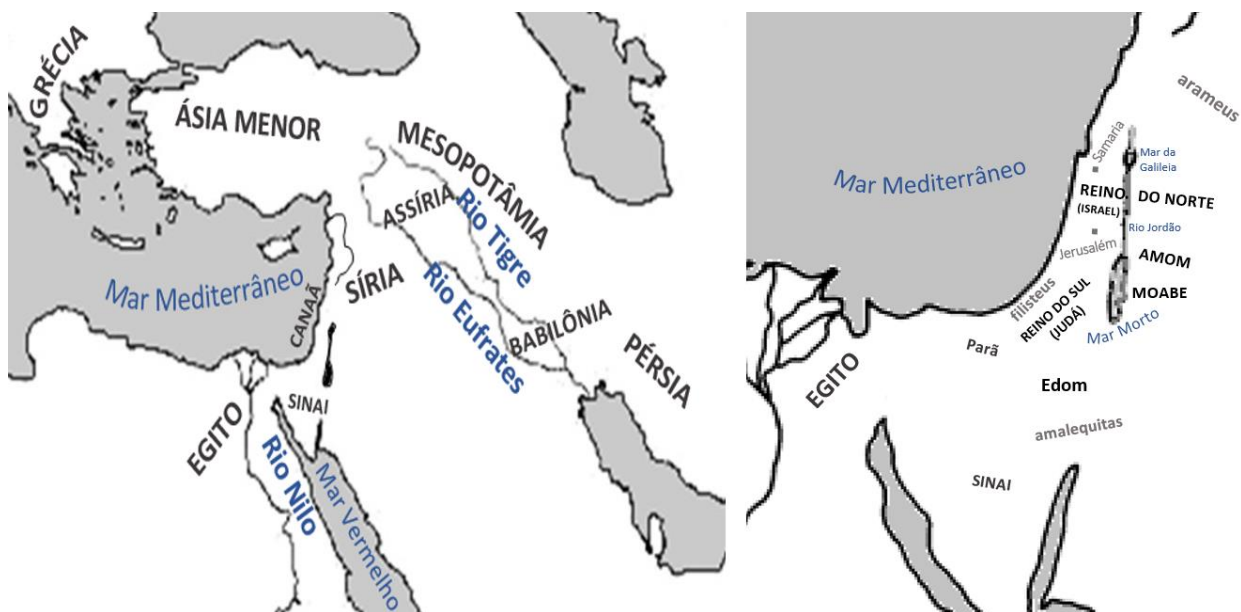 GRÉCIA
ÁSIA MENOR
MESOPOTÂMIA
ASSÍRIA
Rio Tigre
Mar Mediterrâneo
CANAÃ
SÍRIA
Rio Eufrates
BABILÔNIA
PÉRSIA
EGITO
SINAI
Rio Nilo
Mar Vermelho
arameus
Mar Mediterrâneo
Samaria
Mar da
Galileia
REINO DO NORTE
(ISRAEL)
Rio Jordão
Jerusalém
AMOM
filisteus
MOABE
REINO DO SUL
(JUDÁ)
Mar Morto
Parã
EGITO
Edom
amalequitas
SINAI